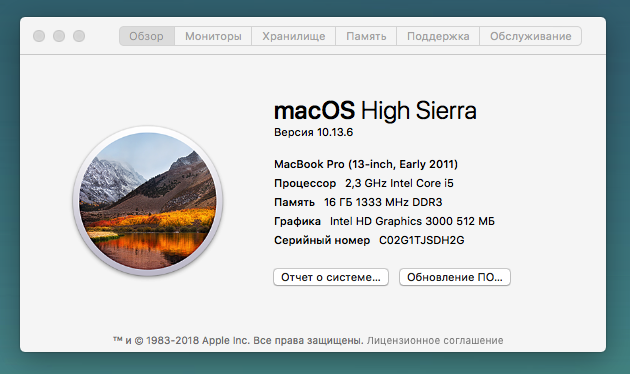 Обзор Мониторы Хранилище Память Поддержка Обслуживание
macOS High Sierra
Версия 10.13.6
MacBook Pro (13-inch, Early 2011)
Процессор 2,3 GHz Intel Core i5
Память 16 ГБ 1333 MHz DDR3
Графика Intel HD Graphics 3000 512 МБ
Серийный номер C02G1TJSDH2G
Отчет о системе... Обновление ПО...
™ и © 1983-2018 Apple Inc. Все права защищены. Лицензионное соглашение